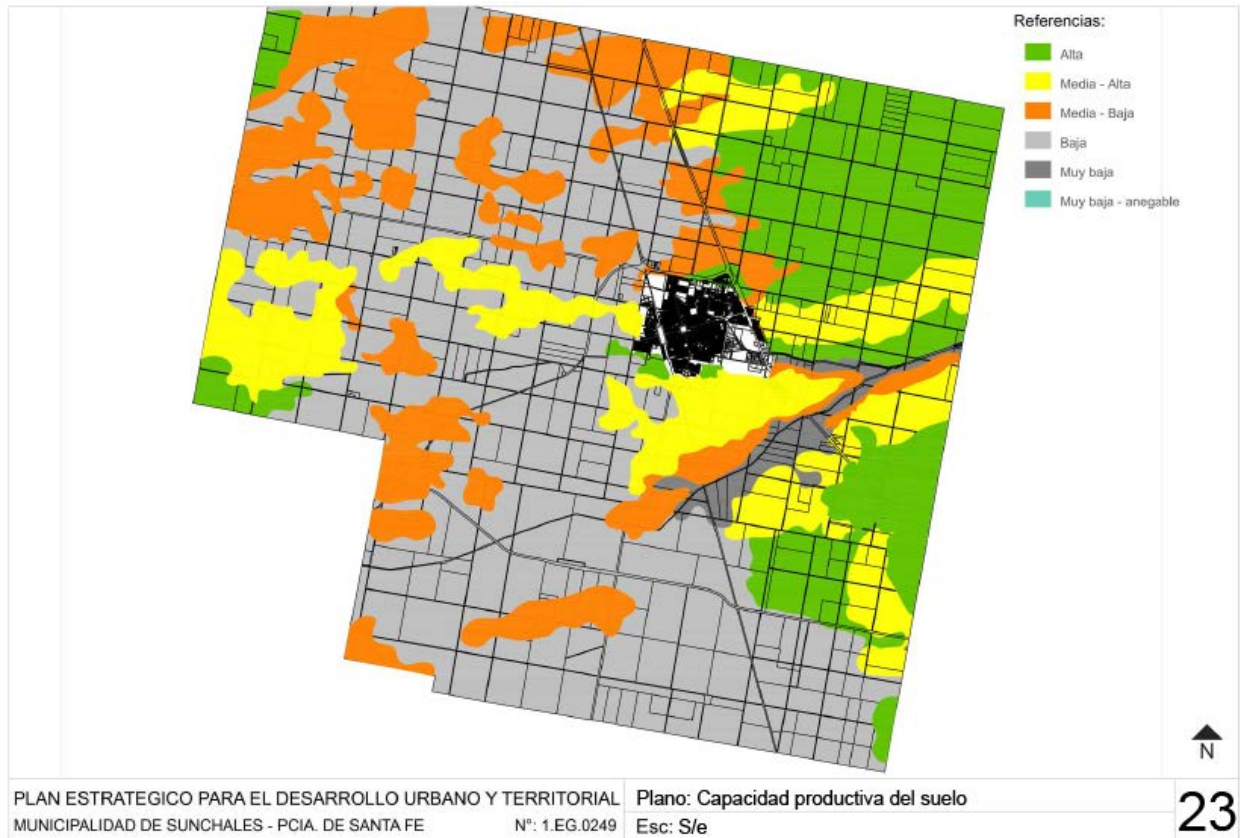 Referencias:
Alta
Media - Alta
Media - Baja
Baja
Muy baja
Muy baja - anegable
N
PLAN ESTRATEGICO PARA EL DESARROLLO URBANO Y TERRITORIAL
MUNICIPALIDAD DE SUNCHALES - PCIA. DE SANTA FE N°: 1.EG.0249
Plano: Capacidad productiva del suelo
Esc: S/e
23